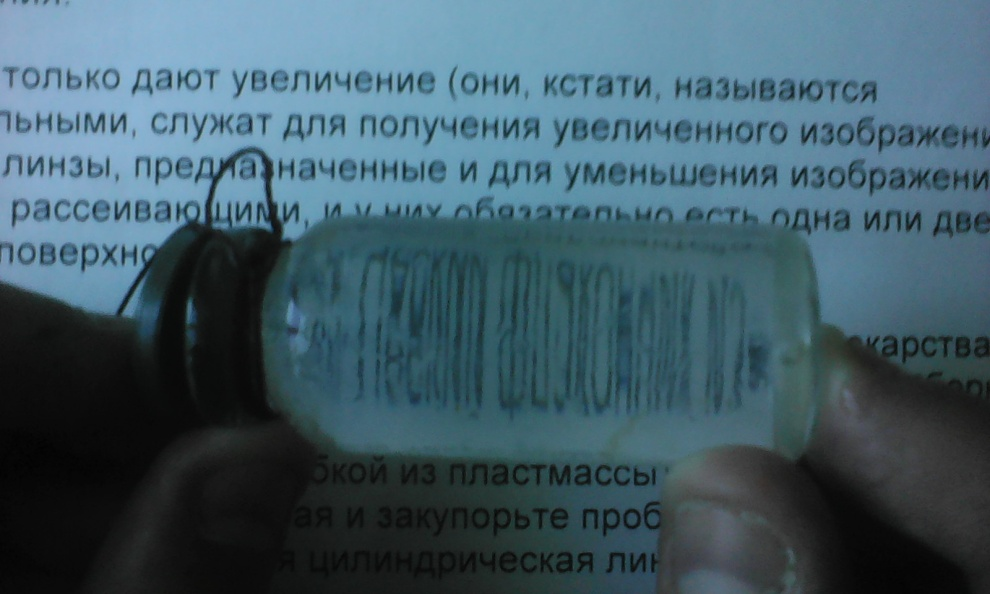 ния.
только дают увеличение (они, кстати, называются
льными, служат для получения увеличенного изображени
линзы, предназначенные и для уменьшения изображени
рассеивающими, и у них обязательно есть одна или две
поверхно
карства
бкой из пластмассы
ая и закупорьте проб
я цилиндрическая лин